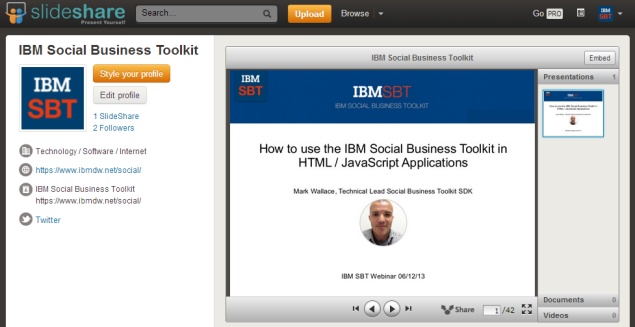 slideshare
Present Yourself
Search...
Upload
Browse
Go PRO
IBM
SBT
IBM Social Business Toolkit
IBM
SBT
Style your profile
Edit profile
1 SlideShare
2 Followers
Technology / Software / Internet
https://www.ibmdw.net/social/
IBM Social Business Toolkit
https://www.ibmdw.net/social/
Twitter
IBM Social Business Toolkit
Embed
IBM
SBT
IBMSBT
IBM SOCIAL BUSINESS TOOLKIT
How to use the IBM Social Business Toolkit in
HTML / JavaScript Applications
Mark Wallace, Technical Lead Social Business Toolkit SDK
IBM SBT Webinar 06/12/13
Share
1 /42
Presentations 1
Documents 0
Videos 0